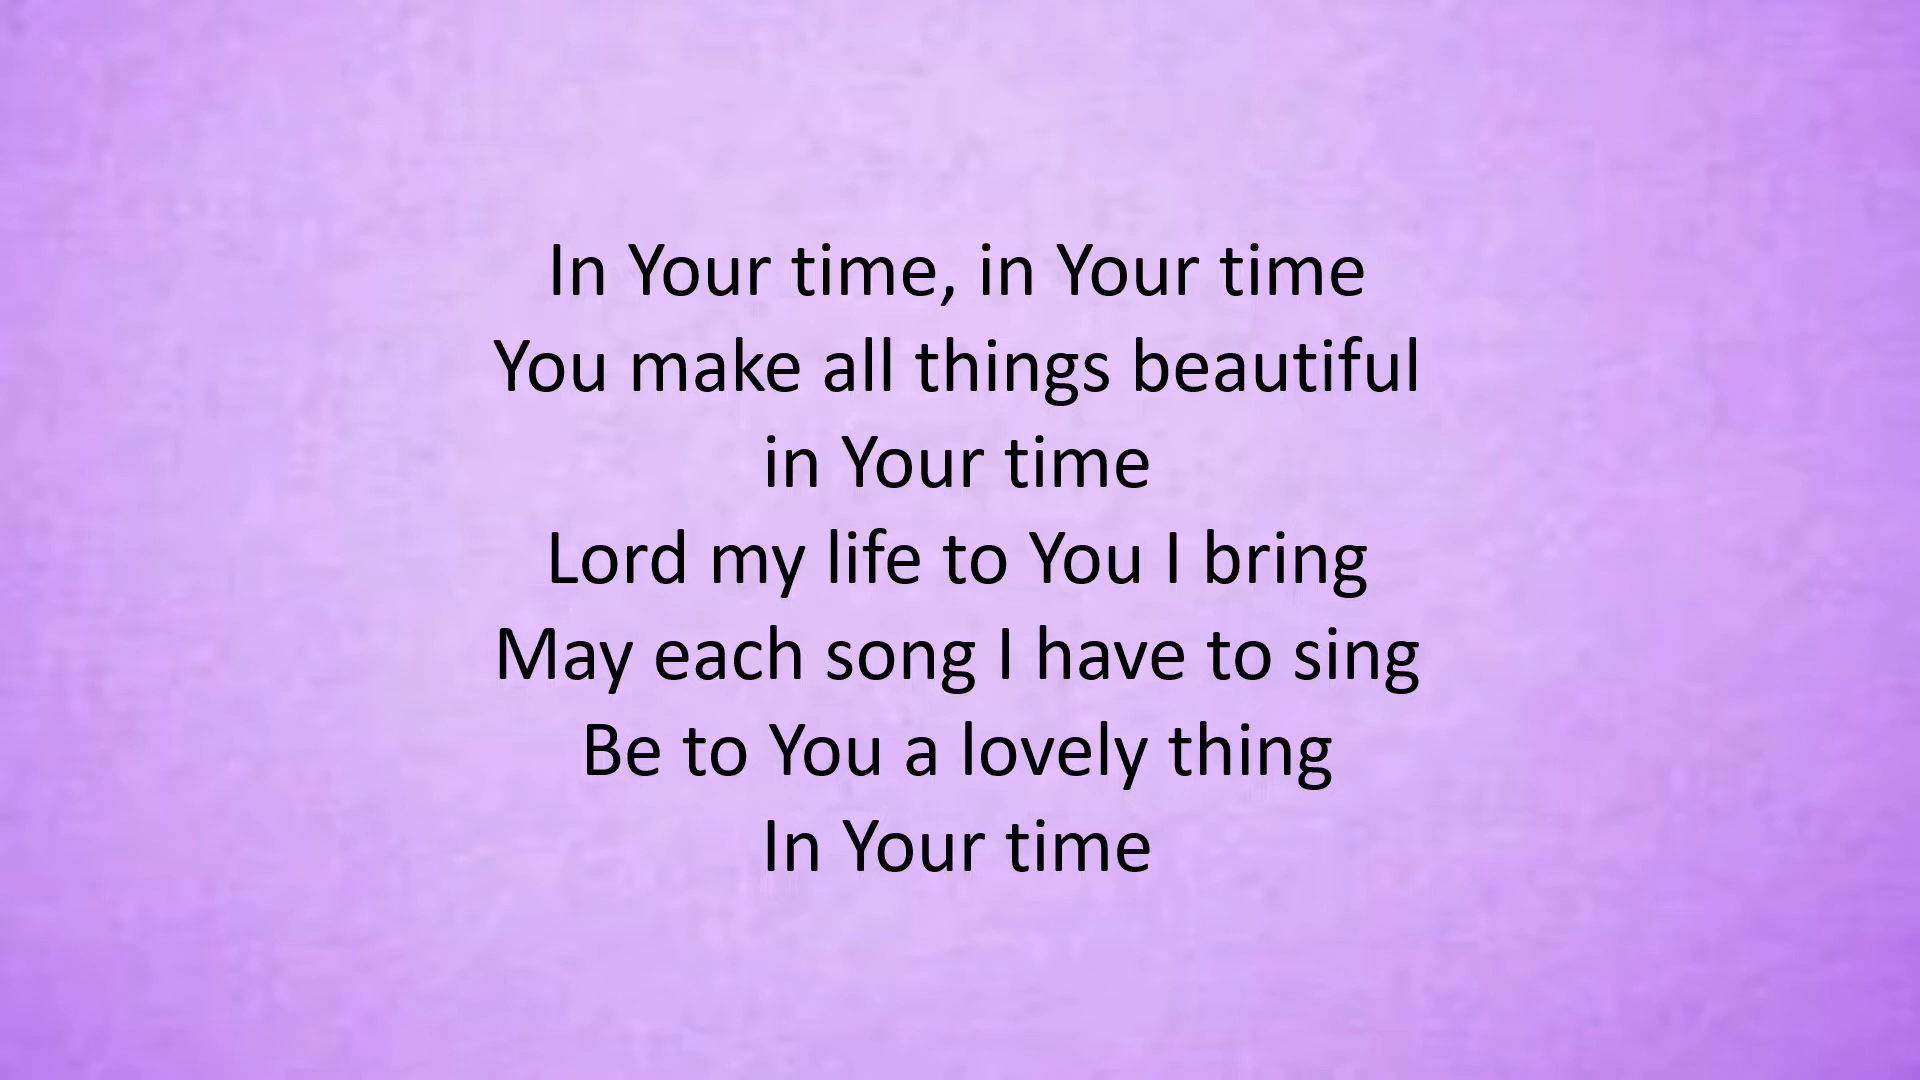 In Your time, in Your time
You make all things beautiful
in Your time
Lord my life to You I bring
May each song I have to sing
Be to You a lovely thing
In Your time